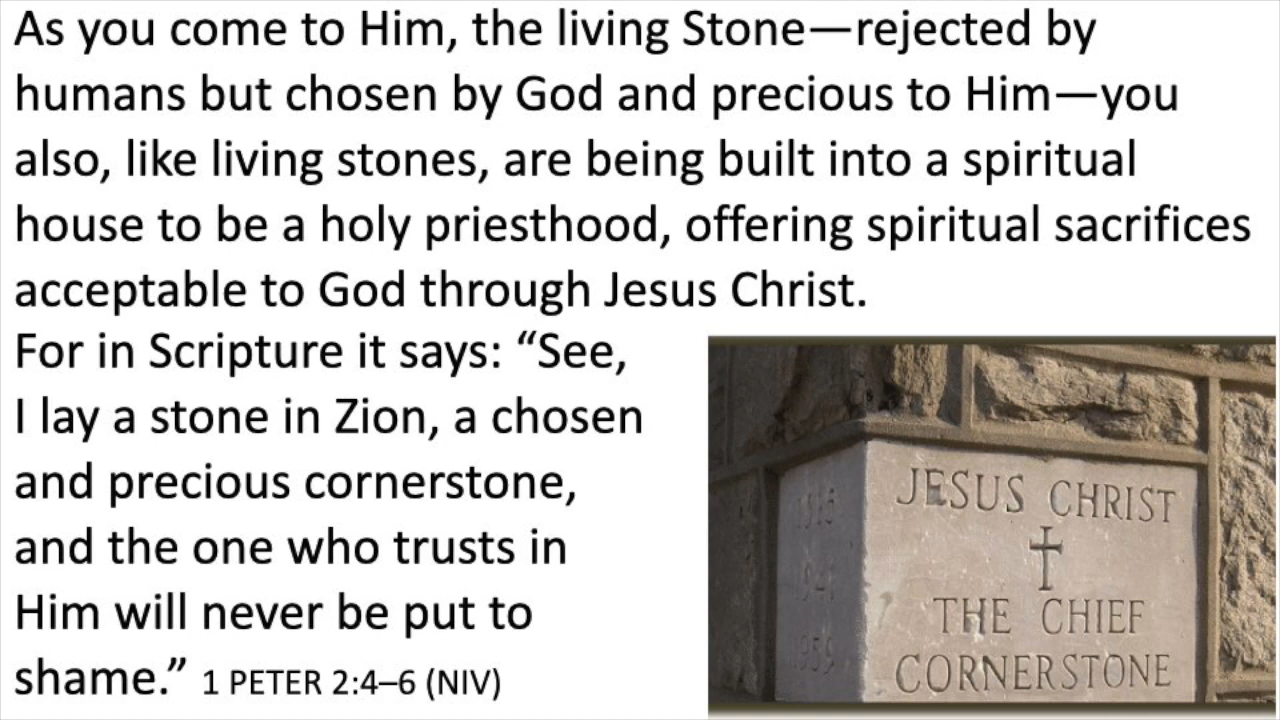 As you come to Him, the living Stone—rejected by
humans but chosen by God and precious to Him—you
also, like living stones, are being built into a spiritual
house to be a holy priesthood, offering spiritual sacrifices
acceptable to God through Jesus Christ.
For in Scripture it says: “See,
I lay a stone in Zion, a chosen
and precious cornerstone,
and the one who trusts in
Him will never be put to
shame.” 1 PETER 2:4–6 (NIV)
JESUS CHRIST
THE CHIEF
CORNERSTONE